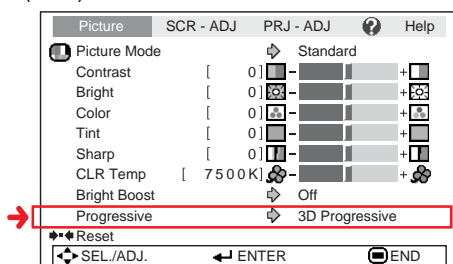 Picture SCR - ADJ PRJ - ADJ ? Help
Picture Mode Standard
Contrast [ 0] - +
Bright [ 0] - +
Color [ 0] - +
Tint [ 0] - +
Sharp [ 0] - +
CLR Temp [ 7500K] - +
Bright Boost Off
Progressive 3D Progressive
Reset
SEL./ADJ. ENTER END